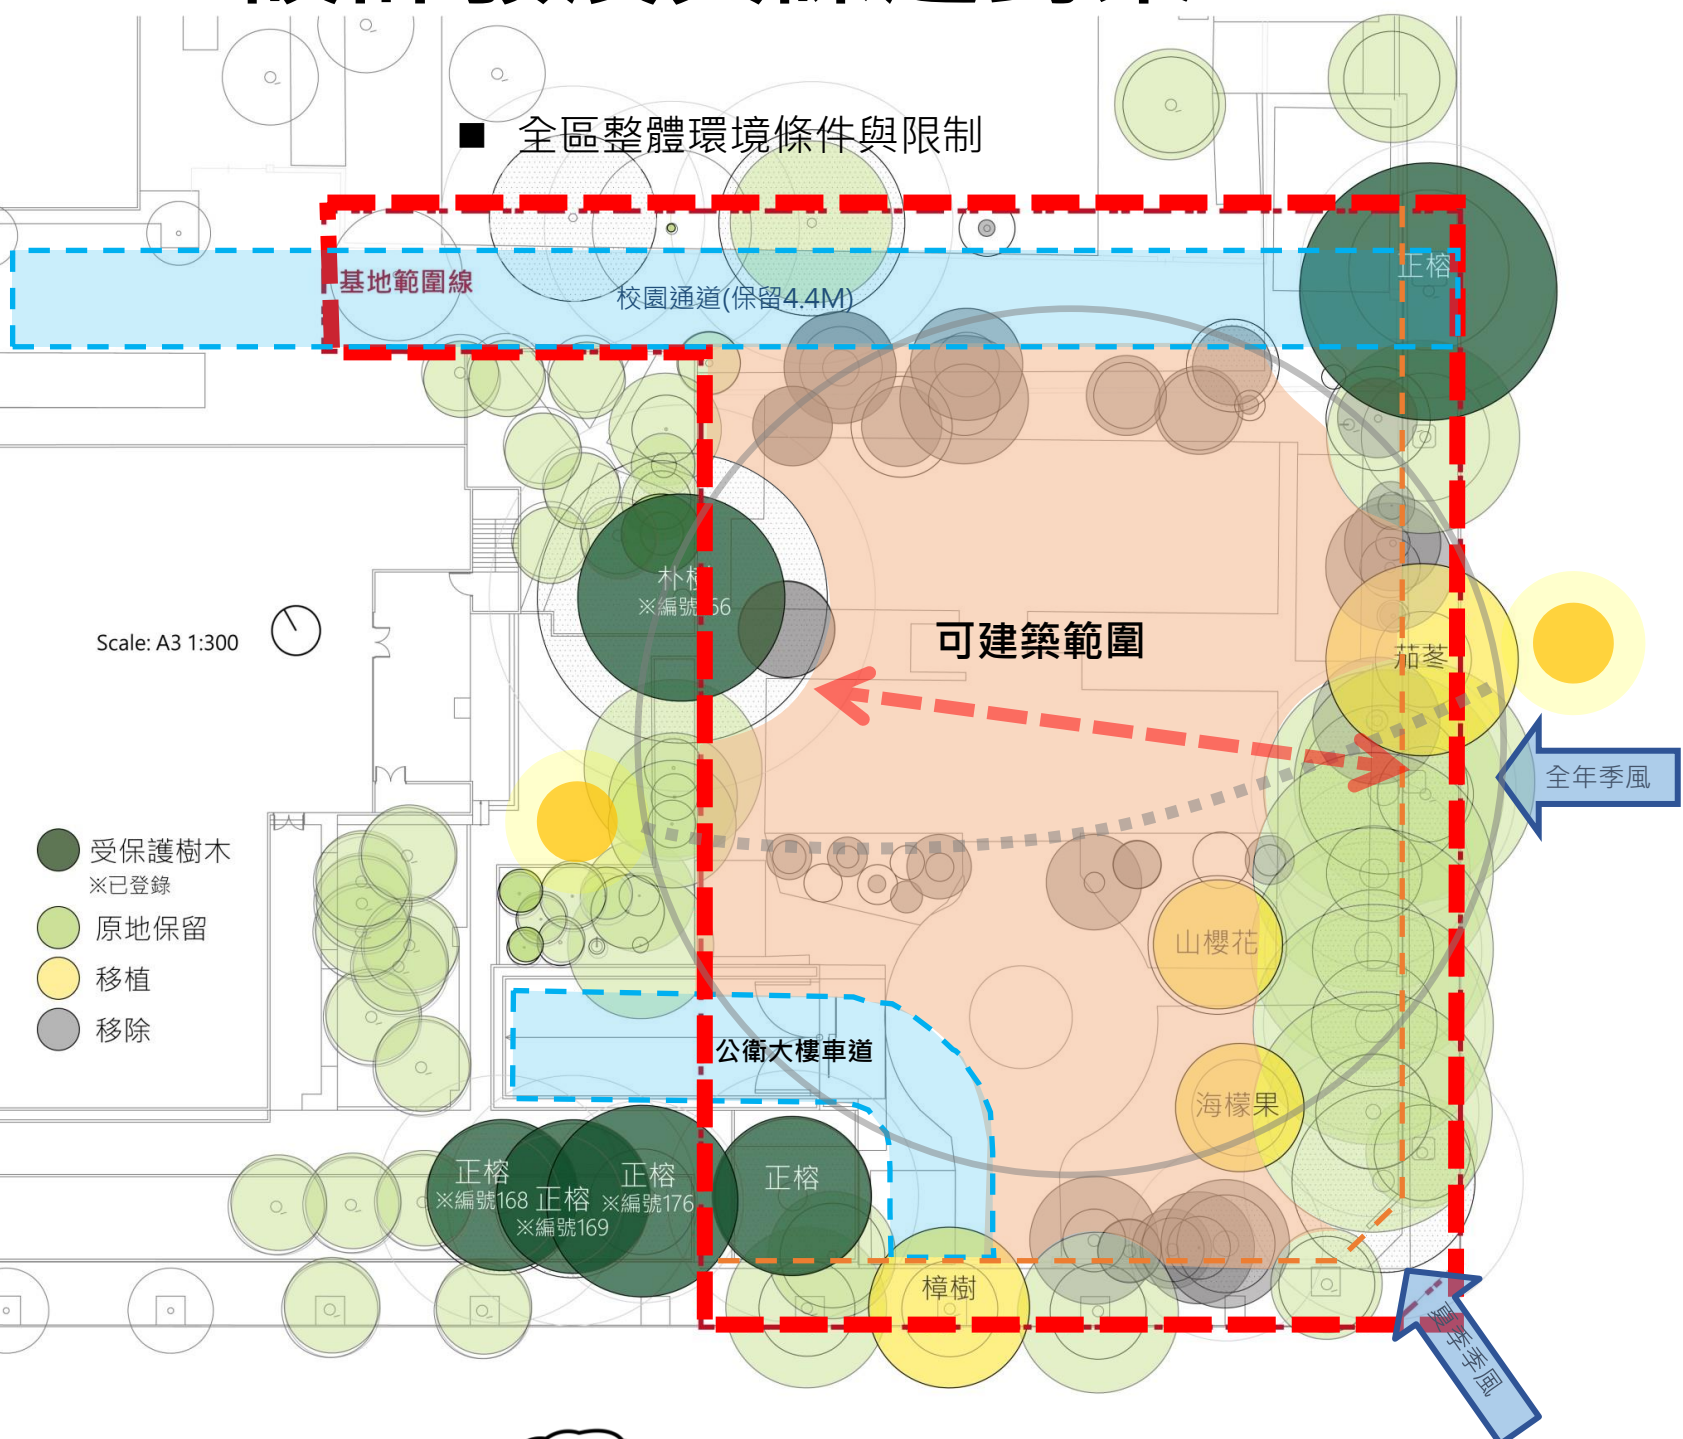 ■ 全區整體環境條件與限制
基地範圍線
校園通道(保留4.4M)
正榕
朴樹
※編號66
Scale: A3 1:300
可建築範圍
茄苳
全年季風
受保護樹木
※已登錄
原地保留
移植
移除
山櫻花
公衛大樓車道
海檬果
正榕
※編號168
正榕
※編號169
正榕
※編號176
正榕
樟樹
夏季季風